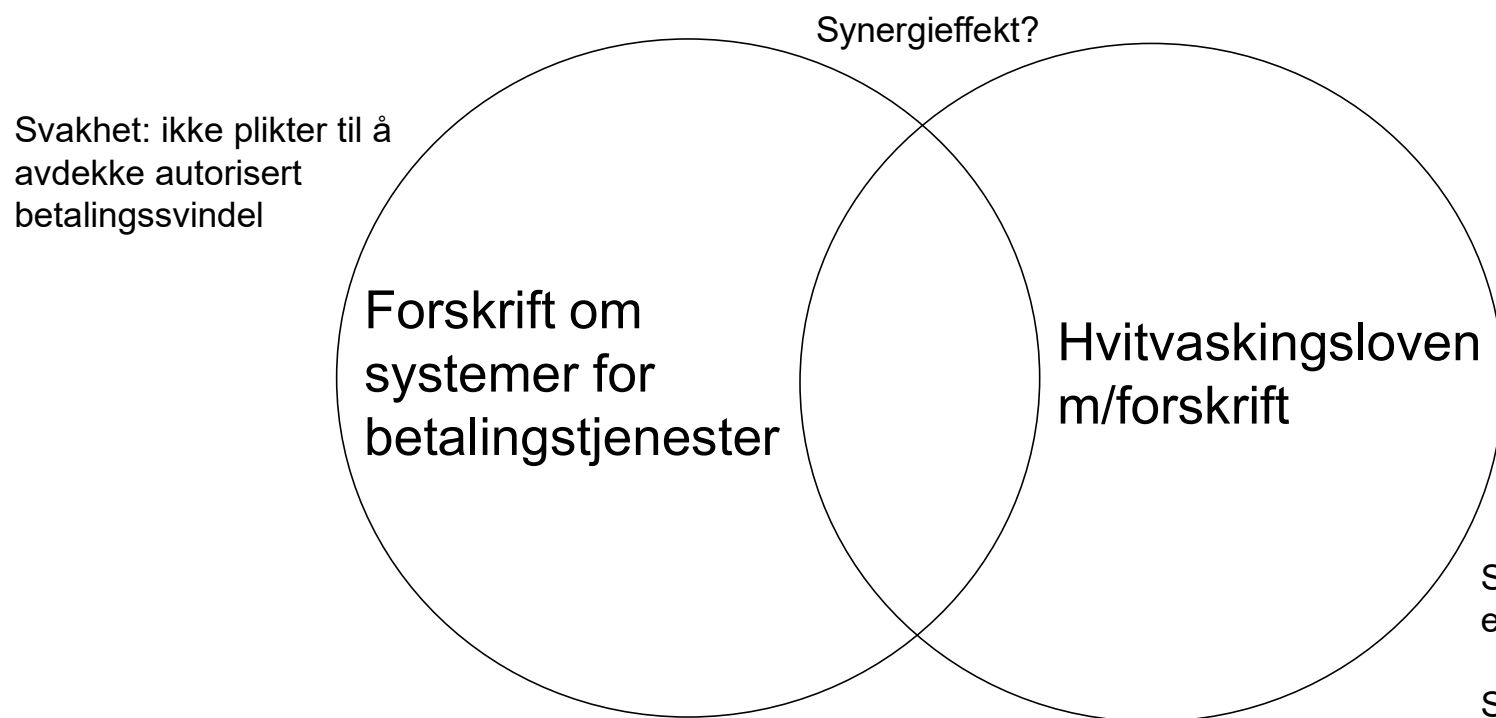 Synergieffekt?
Svakhet: ikke plikter til å
avdekke autorisert
betalingssvindel
Forskrift om
systemer for
betalingstjenester
Hvitvaskingsloven
m/forskrift